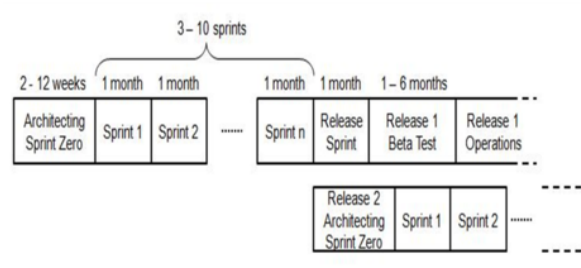 3 – 10 sprints
2 - 12 weeks 1 month 1 month 1 month 1 month 1 – 6 months
Architecting
Sprint Zero
Sprint 1
Sprint 2
.......
Sprint n
Release
Sprint
Release 1
Beta Test
Release 1
Operations
Release 2
Architecting
Sprint Zero
Sprint 1
Sprint 2
.......